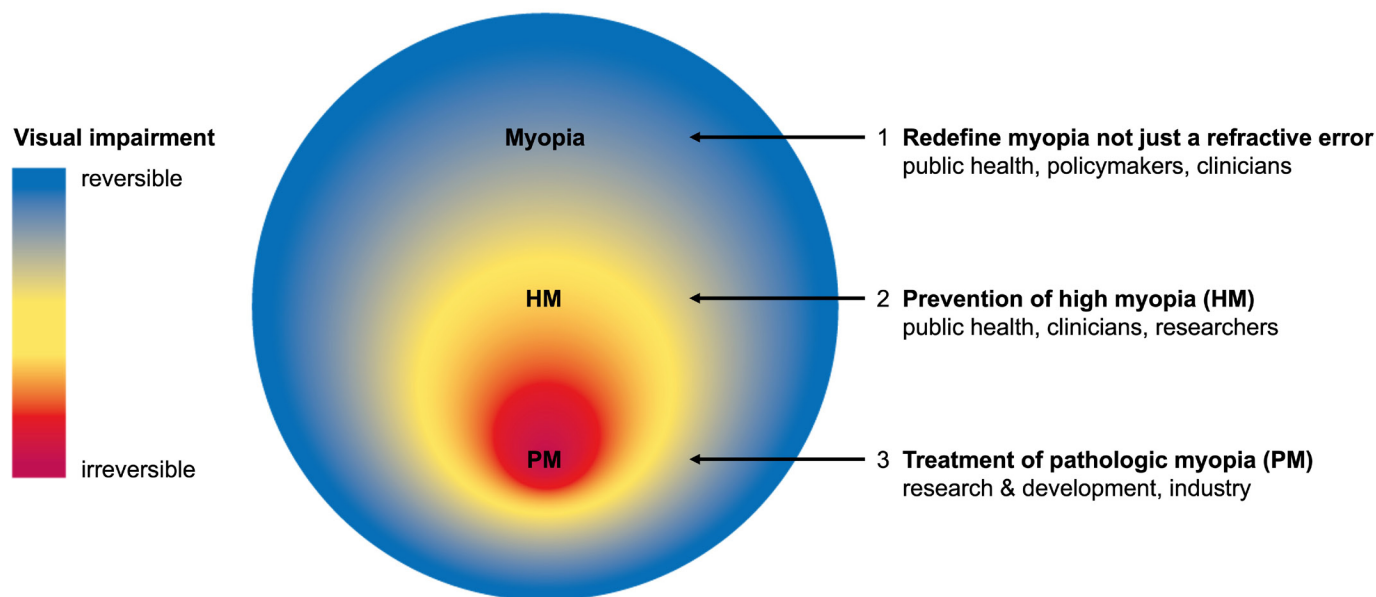 Visual impairment
reversible
irreversible
Myopia
HM
PM
1 Redefine myopia not just a refractive error
public health, policymakers, clinicians
2 Prevention of high myopia (HM)
public health, clinicians, researchers
3 Treatment of pathologic myopia (PM)
research & development, industry